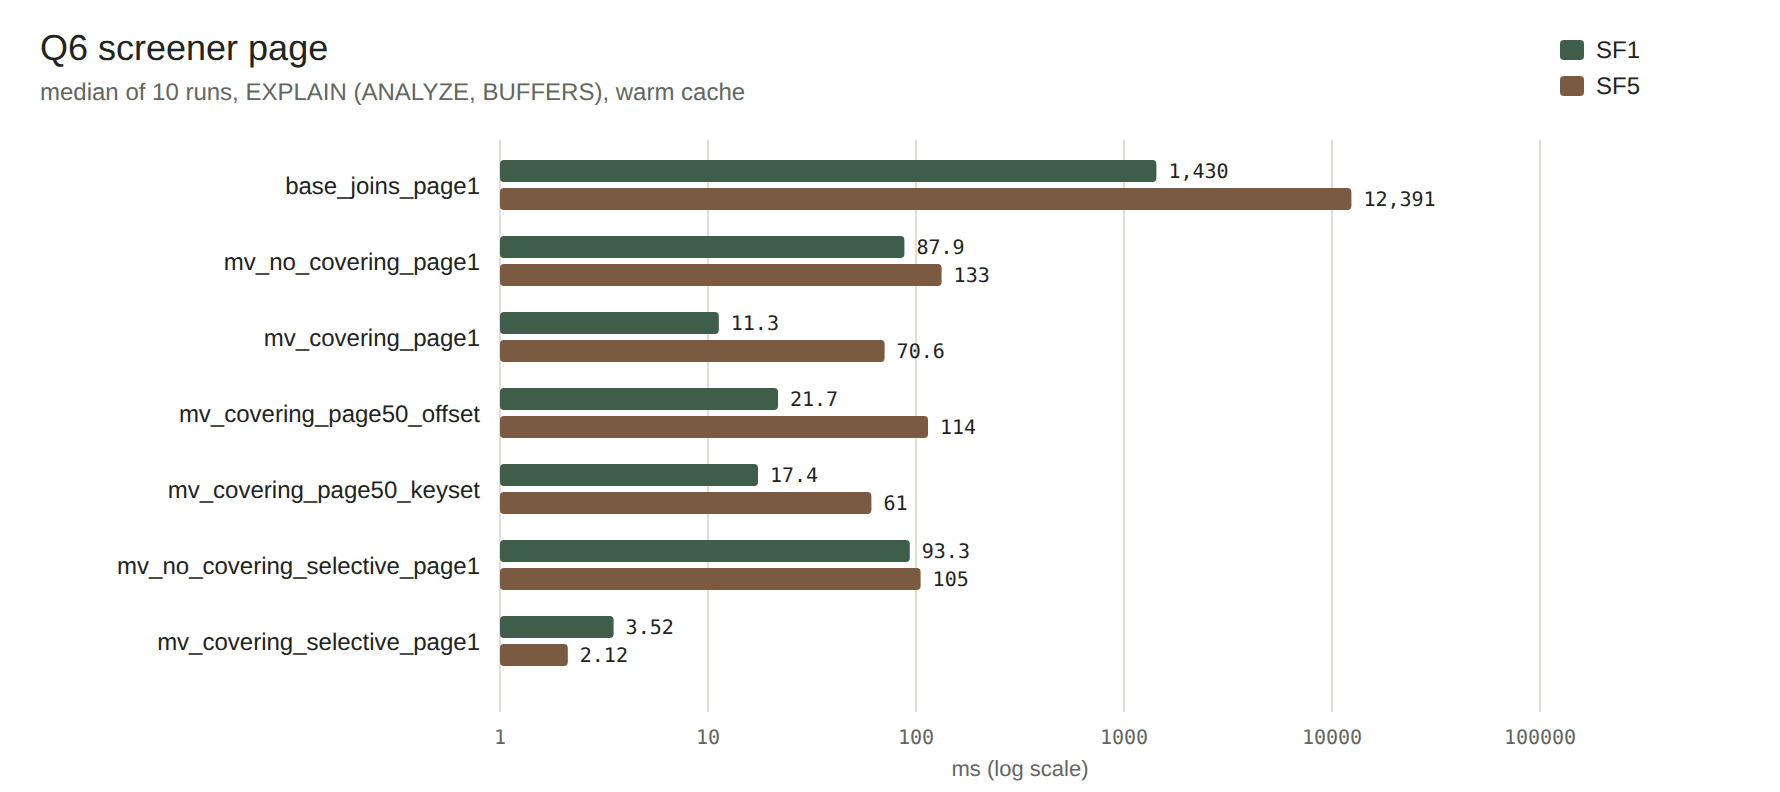 Q6 screener page
median of 10 runs, EXPLAIN (ANALYZE, BUFFERS), warm cache
SF1
SF5
base_joins_page1
1,430
12,391
mv_no_covering_page1
87.9
133
mv_covering_page1
11.3
70.6
mv_covering_page50_offset
21.7
114
mv_covering_page50_keyset
17.4
61
mv_no_covering_selective_page1
93.3
105
mv_covering_selective_page1
3.52
2.12
1 10 100 1000 10000 100000
ms (log scale)